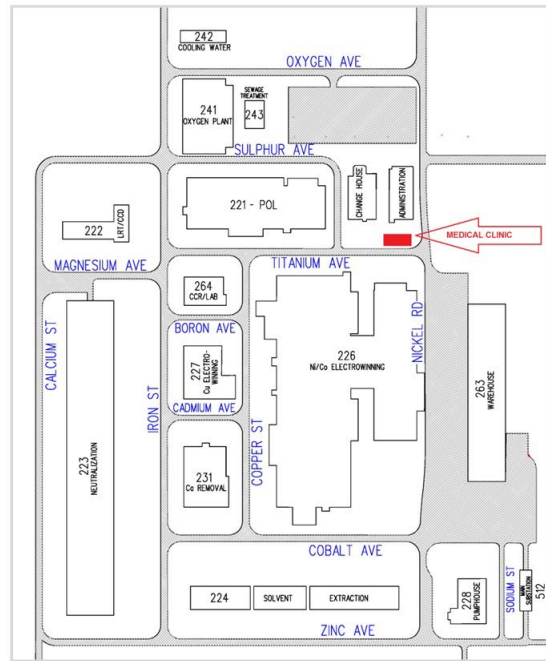 242
COOLING WATER
OXYGEN AVE
241
OXYGEN PLANT
SEWAGE
TREATMENT
243
SULPHUR AVE
221 - POL
CHANGE HOUSE
ADMINISTRATION
MEDICAL CLINIC
222
LRT/CCD
MAGNESIUM AVE
TITANIUM AVE
264
CCR/LAB
BORON AVE
227
Cu ELECTRO-
WINNING
CADMIUM AVE
226
Ni/Co ELECTROWINNING
NICKEL RD
263
WAREHOUSE
CALCIUM ST
IRON ST
COPPER ST
223
NEUTRALIZATION
231
Ca REMOVAL
COBALT AVE
224
SOLVENT
EXTRACTION
228
PUMPHOUSE
SODIUM ST
MAIN
SUBSTATION
512
ZINC AVE